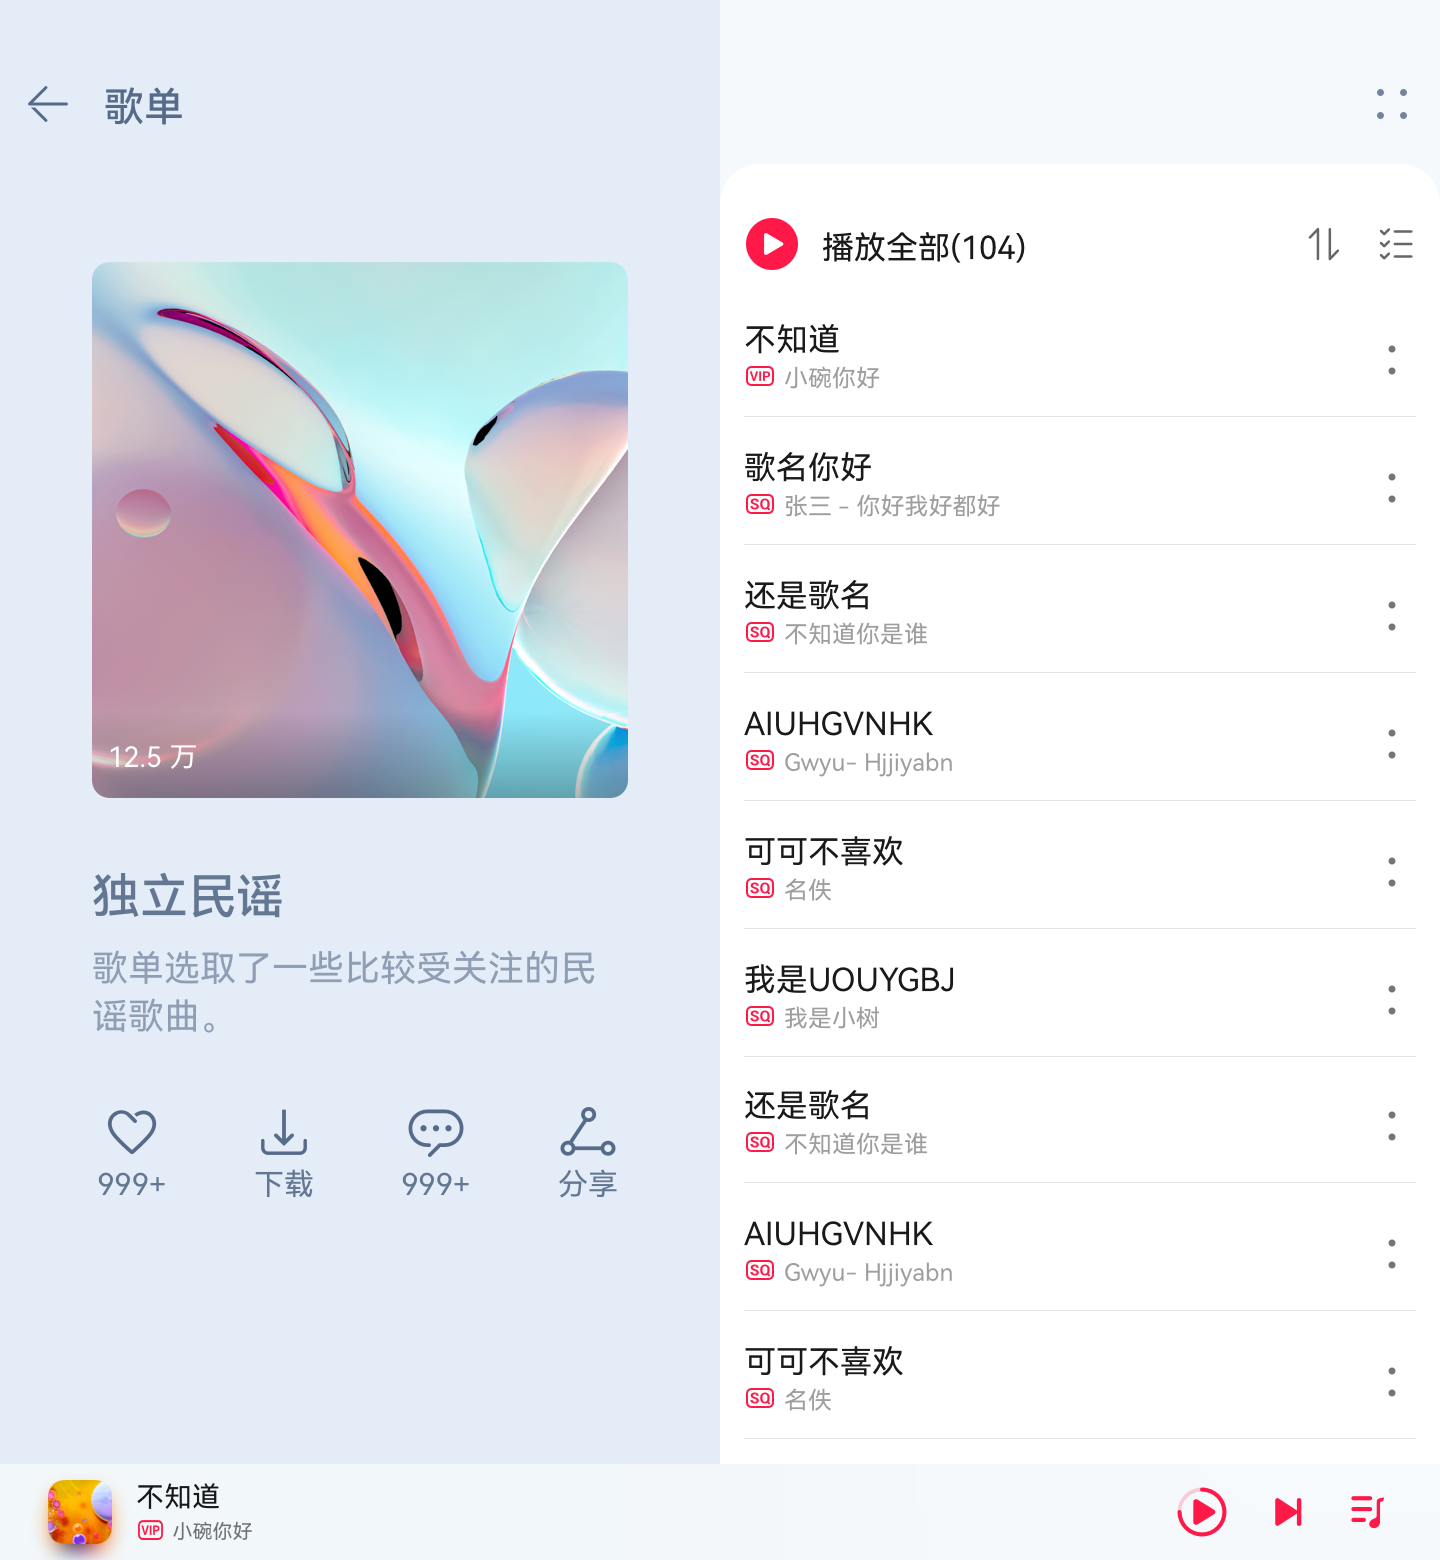 歌单
12.5 万
独立民谣
歌单选取了一些比较受关注的民
谣歌曲。
999+
下载
999+
分享
播放全部(104)
不知道
VIP 小碗你好
歌名你好
SQ 张三 - 你好我好都好
还是歌名
SQ 不知道你是谁
AIUHGVNHK
SQ Gwyu- Hjjiyabn
可可不喜欢
SQ 名佚
我是UOUYGBJ
SQ 我是小树
还是歌名
SQ 不知道你是谁
AIUHGVNHK
SQ Gwyu- Hjjiyabn
可可不喜欢
SQ 名佚
不知道
VIP 小碗你好